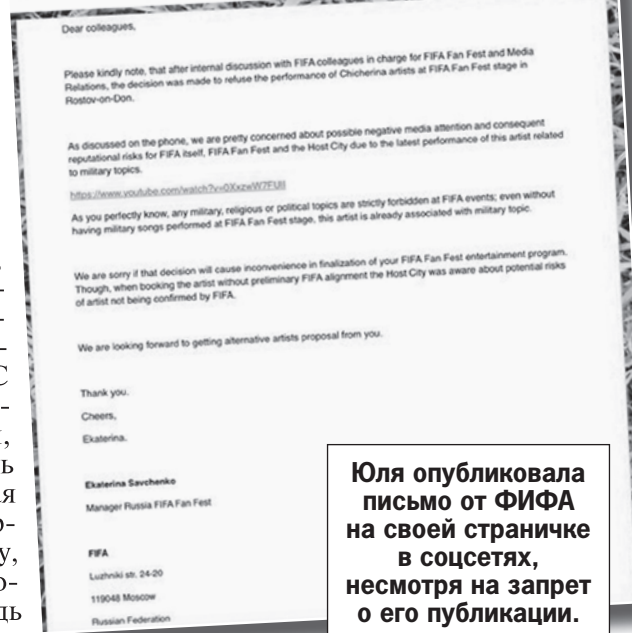 Dear colleagues,
Please kindly note, that after internal discussion with FIFA colleagues in charge for FIFA Fan Fest and Media
Relations, the decision was made to refuse the performance of Chicherina artists at FIFA Fan Fest stage in
Rostov-on-Don.
As discussed on the phone, we are pretty concerned about possible negative media attention and consequent
reputational risks for FIFA itself, FIFA Fan Fest and the Host City due to the latest performance of this artist related
to military topics.
As you perfectly know, any military, religious or political topics are strictly forbidden at FIFA events; even without
having military songs performed at FIFA Fan Fest stage, this artist is already associated with military topic.
We are sorry if that decision will cause inconvenience in finalization of your FIFA Fan Fest entertainment program.
Though, when booking the artist without preliminary FIFA alignment the Host City was aware about potential risks
of artist not being confirmed by FIFA.
We are looking forward to getting alternative artists proposal from you.
Thank you.
Cheers,
Ekaterina.
Ekaterina Savchenko
Manager Russia FIFA Fan Fest
FIFA
Luzhniki str. 24-20
119048 Moscow
Russian Federation
Юля опубликовала
письмо от ФИФА
на своей страничке
в соцсетях,
несмотря на запрет
о его публикации.